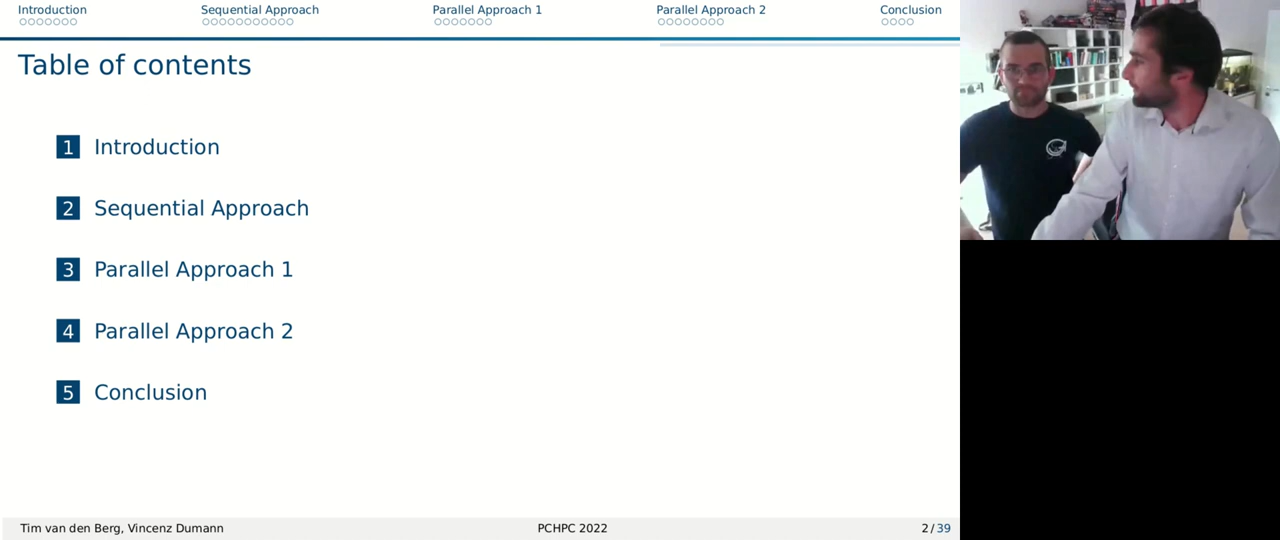 Introduction
Sequential Approach
Parallel Approach 1
Parallel Approach 2
Conclusion
Table of contents
1 Introduction
2 Sequential Approach
3 Parallel Approach 1
4 Parallel Approach 2
5 Conclusion
Tim van den Berg, Vincenz Dumann
PCHPC 2022
2/39